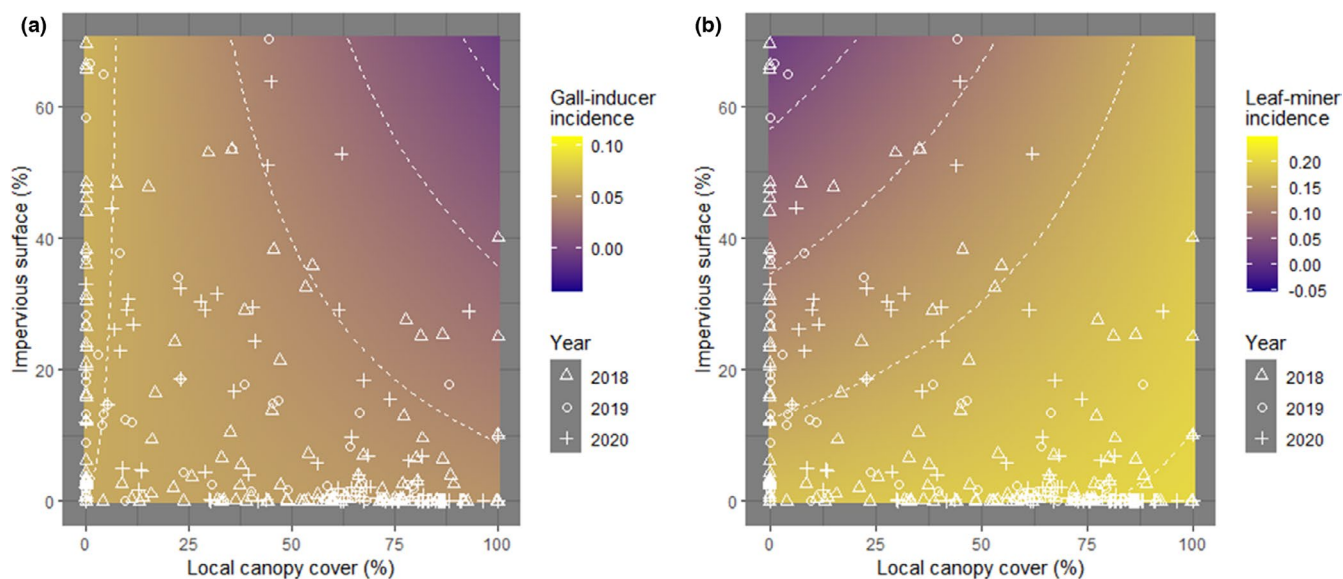 (a)
Impervious surface (%)
60
40
20
0
0 25 50 75 100
Local canopy cover (%)
Gall-inducer
incidence
0.10
0.05
0.00
Year
2018
2019
2020
(b)
Impervious surface (%)
60
40
20
0
0 25 50 75 100
Local canopy cover (%)
Leaf-miner
incidence
0.20
0.15
0.10
0.05
0.00
-0.05
Year
2018
2019
2020